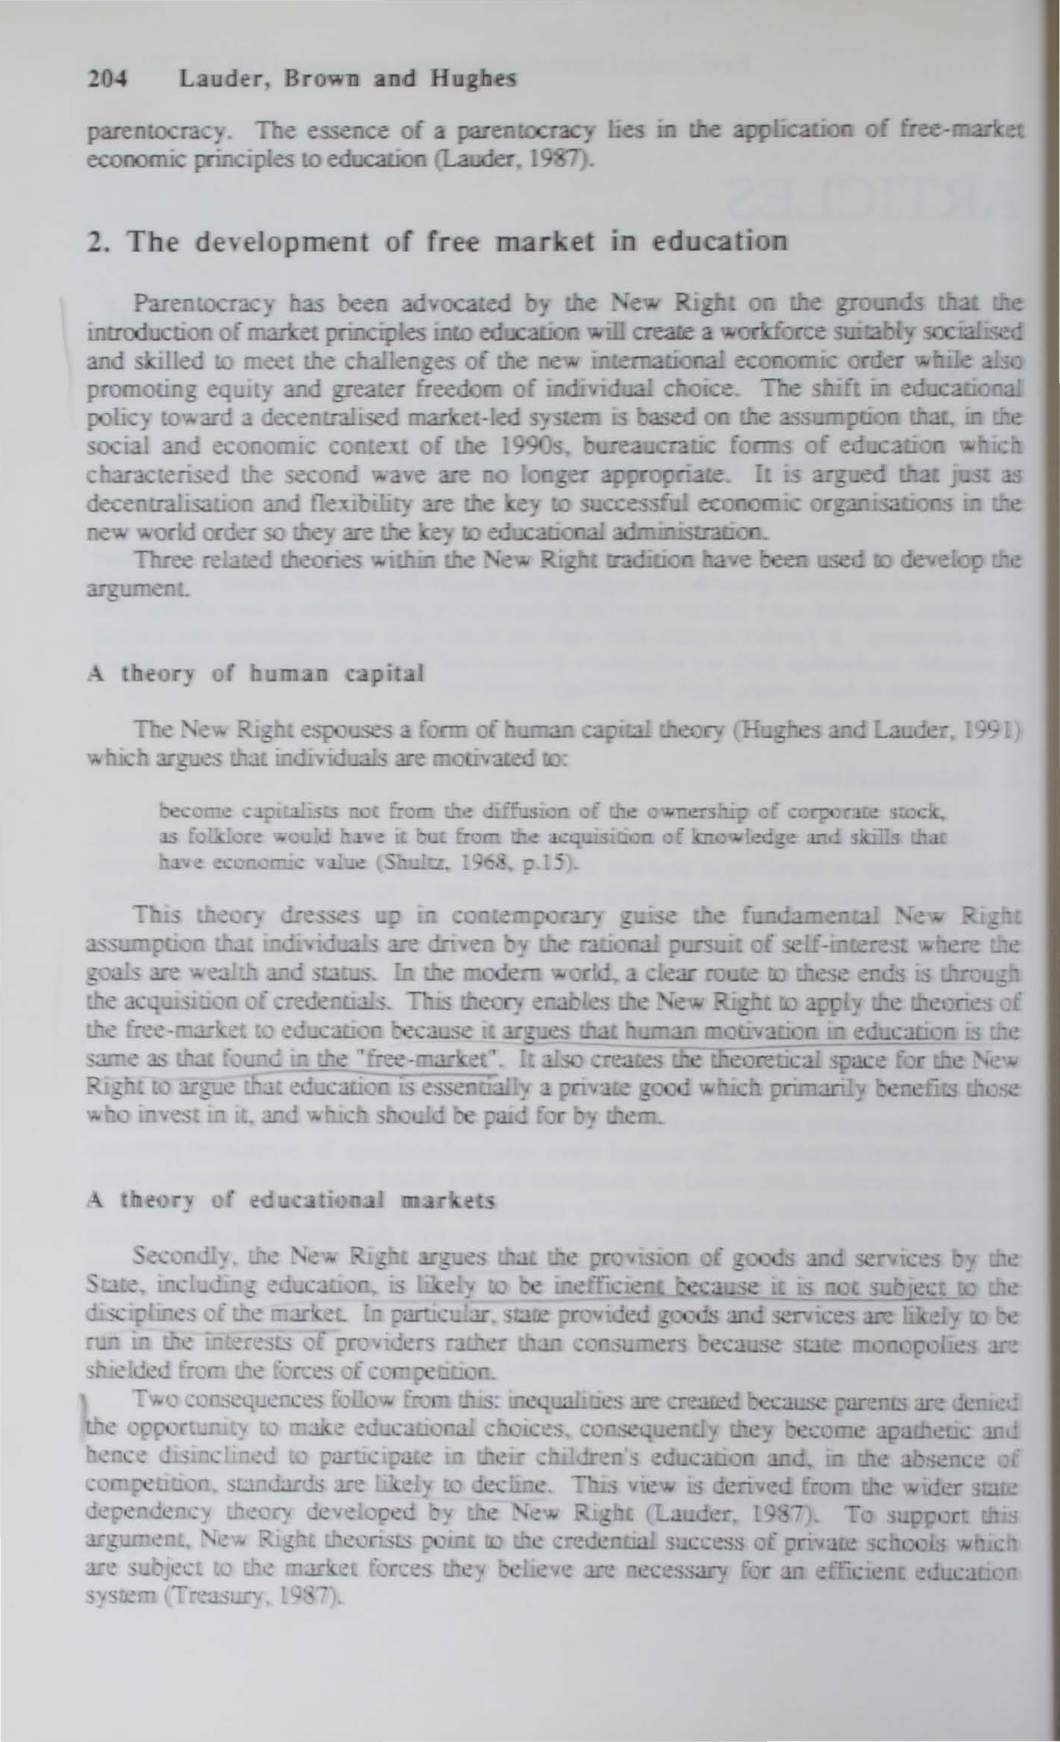 204 Lauder, Brown and Hughes
parentocracy. The essence of a parentocracy lies in the application of free-market
economic principles to education (Lauder, 1987).
2. The development of free market in education
Parentocracy has been advocated by the New Right on the grounds that the
introduction of market principles into education will create a workforce suitably socialised
and skilled to meet the challenges of the new international economic order while also
promoting equity and greater freedom of individual choice. The shift in educational
policy toward a decentralised market-led system is based on the assumption that, in the
social and economic context of the 1990s, bureaucratic forms of education which
characterised the second wave are no longer appropriate. It is argued that just as
decentralisation and flexibility are the key to successful economic organisations in the
new world order so they are the key to educational administration.
Three related theories within the New Right tradition have been used to develop the
argument.
A theory of human capital
The New Right espouses a form of human capital theory (Hughes and Lauder, 1991)
which argues that individuals are motivated to:
become capitalists not from the diffusion of the ownership of corporate stock,
as folklore would have it but from the acquisition of knowledge and skills that
have economic value (Shultz, 1968, p.15).
This theory dresses up in contemporary guise the fundamental New Right
assumption that individuals are driven by the rational pursuit of self-interest where the
goals are wealth and status. In the modern world, a clear route to these ends is through
the acquisition of credentials. This theory enables the New Right to apply the theories of
the free-market to education because it argues that human motivation in education is the
same as that found in the "free-market". It also creates the theoretical space for the New
Right to argue that education is essentially a private good which primarily benefits those
who invest in it, and which should be paid for by them.
A theory of educational markets
Secondly, the New Right argues that the provision of goods and services by the
State, including education, is likely to be inefficient because it is not subject to the
disciplines of the market. In particular, state provided goods and services are likely to be
run in the interests of providers rather than consumers because state monopolies are
shielded from the forces of competition.
Two consequences follow from this: inequalities are created because parents are denied
the opportunity to make educational choices, consequently they become apathetic and
hence disinclined to participate in their children's education and, in the absence of
competition, standards are likely to decline. This view is derived from the wider state
dependency theory developed by the New Right (Lauder, 1987). To support this
argument, New Right theorists point to the credential success of private schools which
are subject to the market forces they believe are necessary for an efficient education
system (Treasury, 1987).